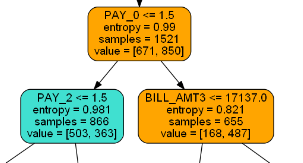 PAY_0 <= 1.5
entropy = 0.99
samples = 1521
value = [671, 850]
PAY_2 <= 1.5
entropy = 0.981
samples = 866
value = [503, 363]
BILL_AMT3 <= 17137.0
entropy = 0.821
samples = 655
value = [168, 487]